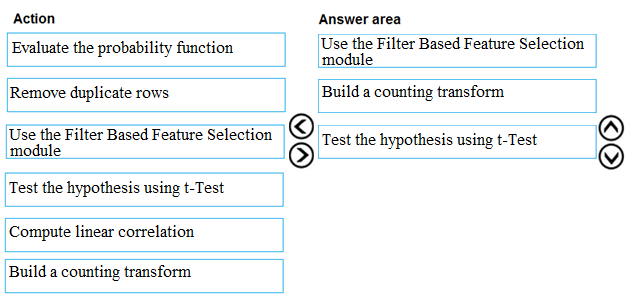 Action
Evaluate the probability function
Remove duplicate rows
Use the Filter Based Feature Selection
module
Test the hypothesis using t-Test
Compute linear correlation
Build a counting transform
Answer area
Use the Filter Based Feature Selection
module
Build a counting transform
Test the hypothesis using t-Test